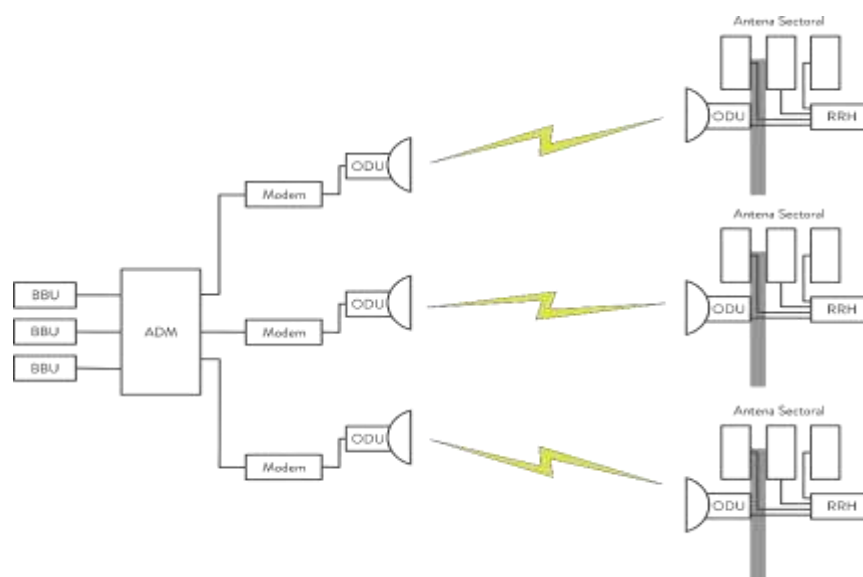 Antena Sectoral
ODU
RRH
ODU
Modem
Antena Sectoral
BBU
BBU
BBU
ADM
ODU
Modem
ODU
RRH
Antena Sectoral
ODU
Modem
ODU
RRH